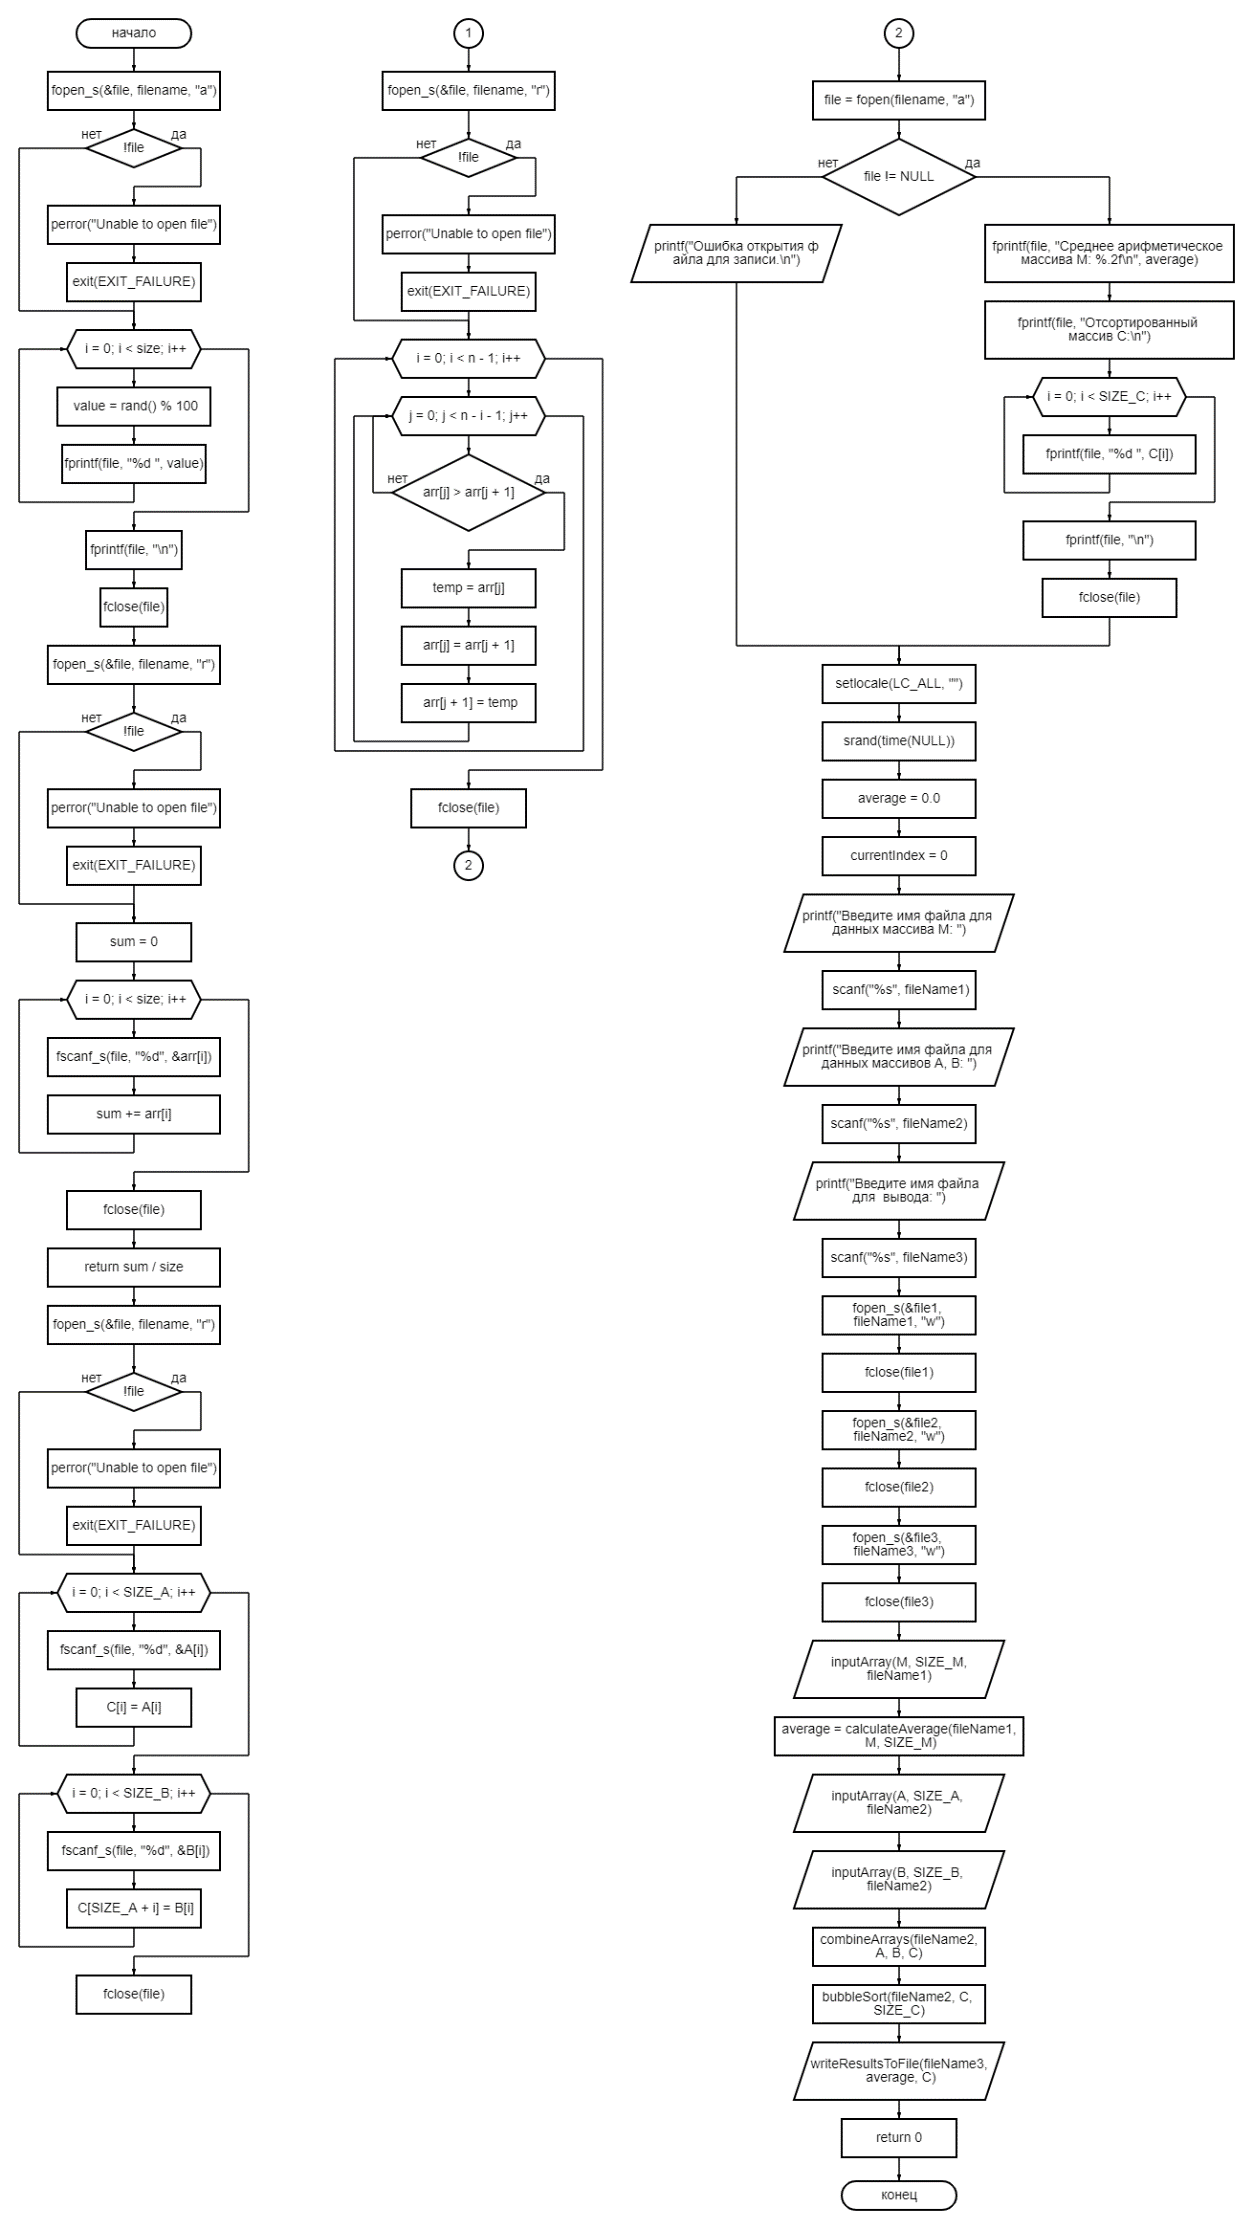 начало
fopen_s(&file, filename, "a")
нет
да
!file
perror("Unable to open file")
exit(EXIT_FAILURE)
i = 0; i < size; i++
value = rand() % 100
fprintf(file, "%d ", value)
fprintf(file, "\n")
fclose(file)
fopen_s(&file, filename, "r")
нет
да
!file
perror("Unable to open file")
exit(EXIT_FAILURE)
sum = 0
i = 0; i < size; i++
fscanf_s(file, "%d", &arr[i])
sum += arr[i]
fclose(file)
return sum / size
fopen_s(&file, filename, "r")
нет
да
!file
perror("Unable to open file")
exit(EXIT_FAILURE)
i = 0; i < SIZE_A; i++
fscanf_s(file, "%d", &A[i])
C[i] = A[i]
i = 0; i < SIZE_B; i++
fscanf_s(file, "%d", &B[i])
C[SIZE_A + i] = B[i]
fclose(file)
1
fopen_s(&file, filename, "r")
нет
да
!file
perror("Unable to open file")
exit(EXIT_FAILURE)
i = 0; i < n - 1; i++
j = 0; j < n - i - 1; j++
нет
да
arr[j] > arr[j + 1]
temp = arr[j]
arr[j] = arr[j + 1]
arr[j + 1] = temp
fclose(file)
2
2
file = fopen(filename, "a")
нет
да
file != NULL
printf("Ошибка открытия ф
айла для записи.\n")
fprintf(file, "Среднее арифметическое
массива M: %.2f\n", average)
fprintf(file, "Отсортированный
массив C:\n")
i = 0; i < SIZE_C; i++
fprintf(file, "%d ", C[i])
fprintf(file, "\n")
fclose(file)
setlocale(LC_ALL, "")
srand(time(NULL))
average = 0.0
currentIndex = 0
printf("Введите имя файла для
данных массива M: ")
scanf("%s", fileName1)
printf("Введите имя файла для
данных массивов A, B: ")
scanf("%s", fileName2)
printf("Введите имя файла
для  вывода: ")
scanf("%s", fileName3)
fopen_s(&file1,
fileName1, "w")
fclose(file1)
fopen_s(&file2,
fileName2, "w")
fclose(file2)
fopen_s(&file3,
fileName3, "w")
fclose(file3)
inputArray(M, SIZE_M,
fileName1)
average = calculateAverage(fileName1,
M, SIZE_M)
inputArray(A, SIZE_A,
fileName2)
inputArray(B, SIZE_B,
fileName2)
combineArrays(fileName2,
A, B, C)
bubbleSort(fileName2, C,
SIZE_C)
writeResultsToFile(fileName3,
average, C)
return 0
конец